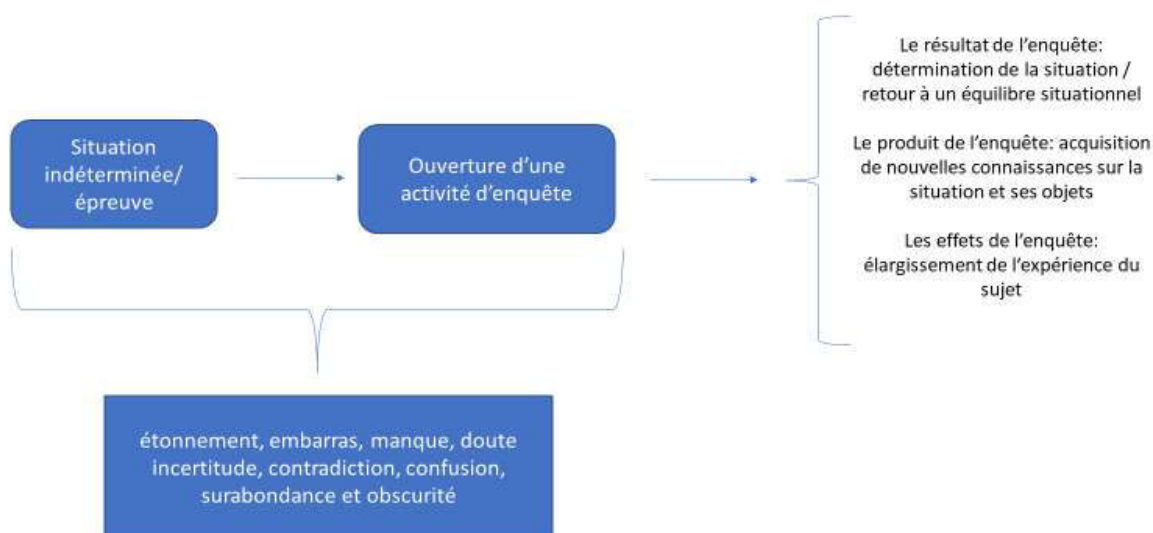 Situation
indéterminée/
épreuve
Ouverture d’une
activité d’enquête
Le résultat de l’enquête:
détermination de la situation /
retour à un équilibre situationnel
Le produit de l’enquête: acquisition
de nouvelles connaissances sur la
situation et ses objets
Les effets de l’enquête:
élargissement de l’expérience du
sujet
étonnement, embarras, manque, doute
incertitude, contradiction, confusion,
surabondance et obscurité